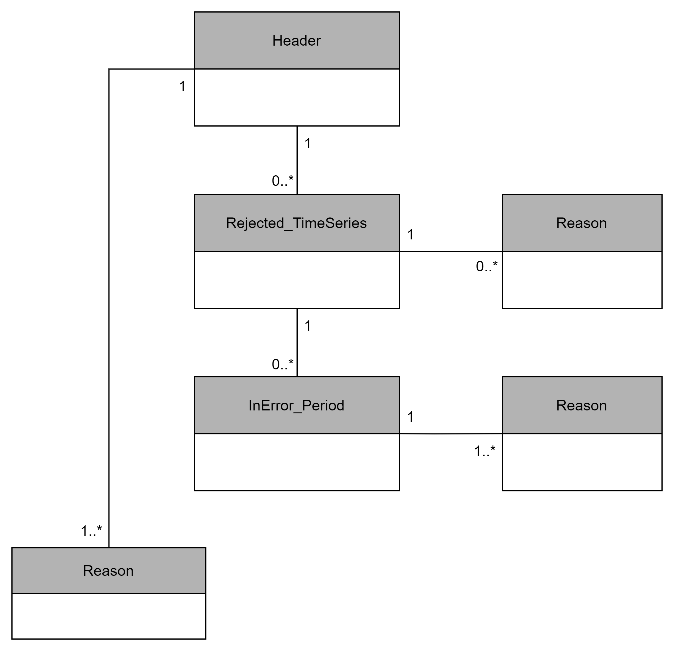 Header
1
1
0..*
Rejected_TimeSeries
Reason
1
0..*
1
0..*
InError_Period
Reason
1
1..*
1..*
Reason